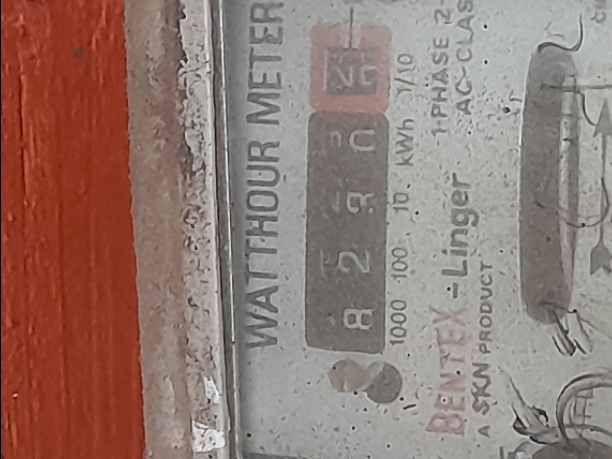 WATTHOUR METER
8 2 9 0
1000 100 10 kWh 1/10
BENTEX - Linger 1-PHASE 2-
A SKN PRODUCT AC-CLAS